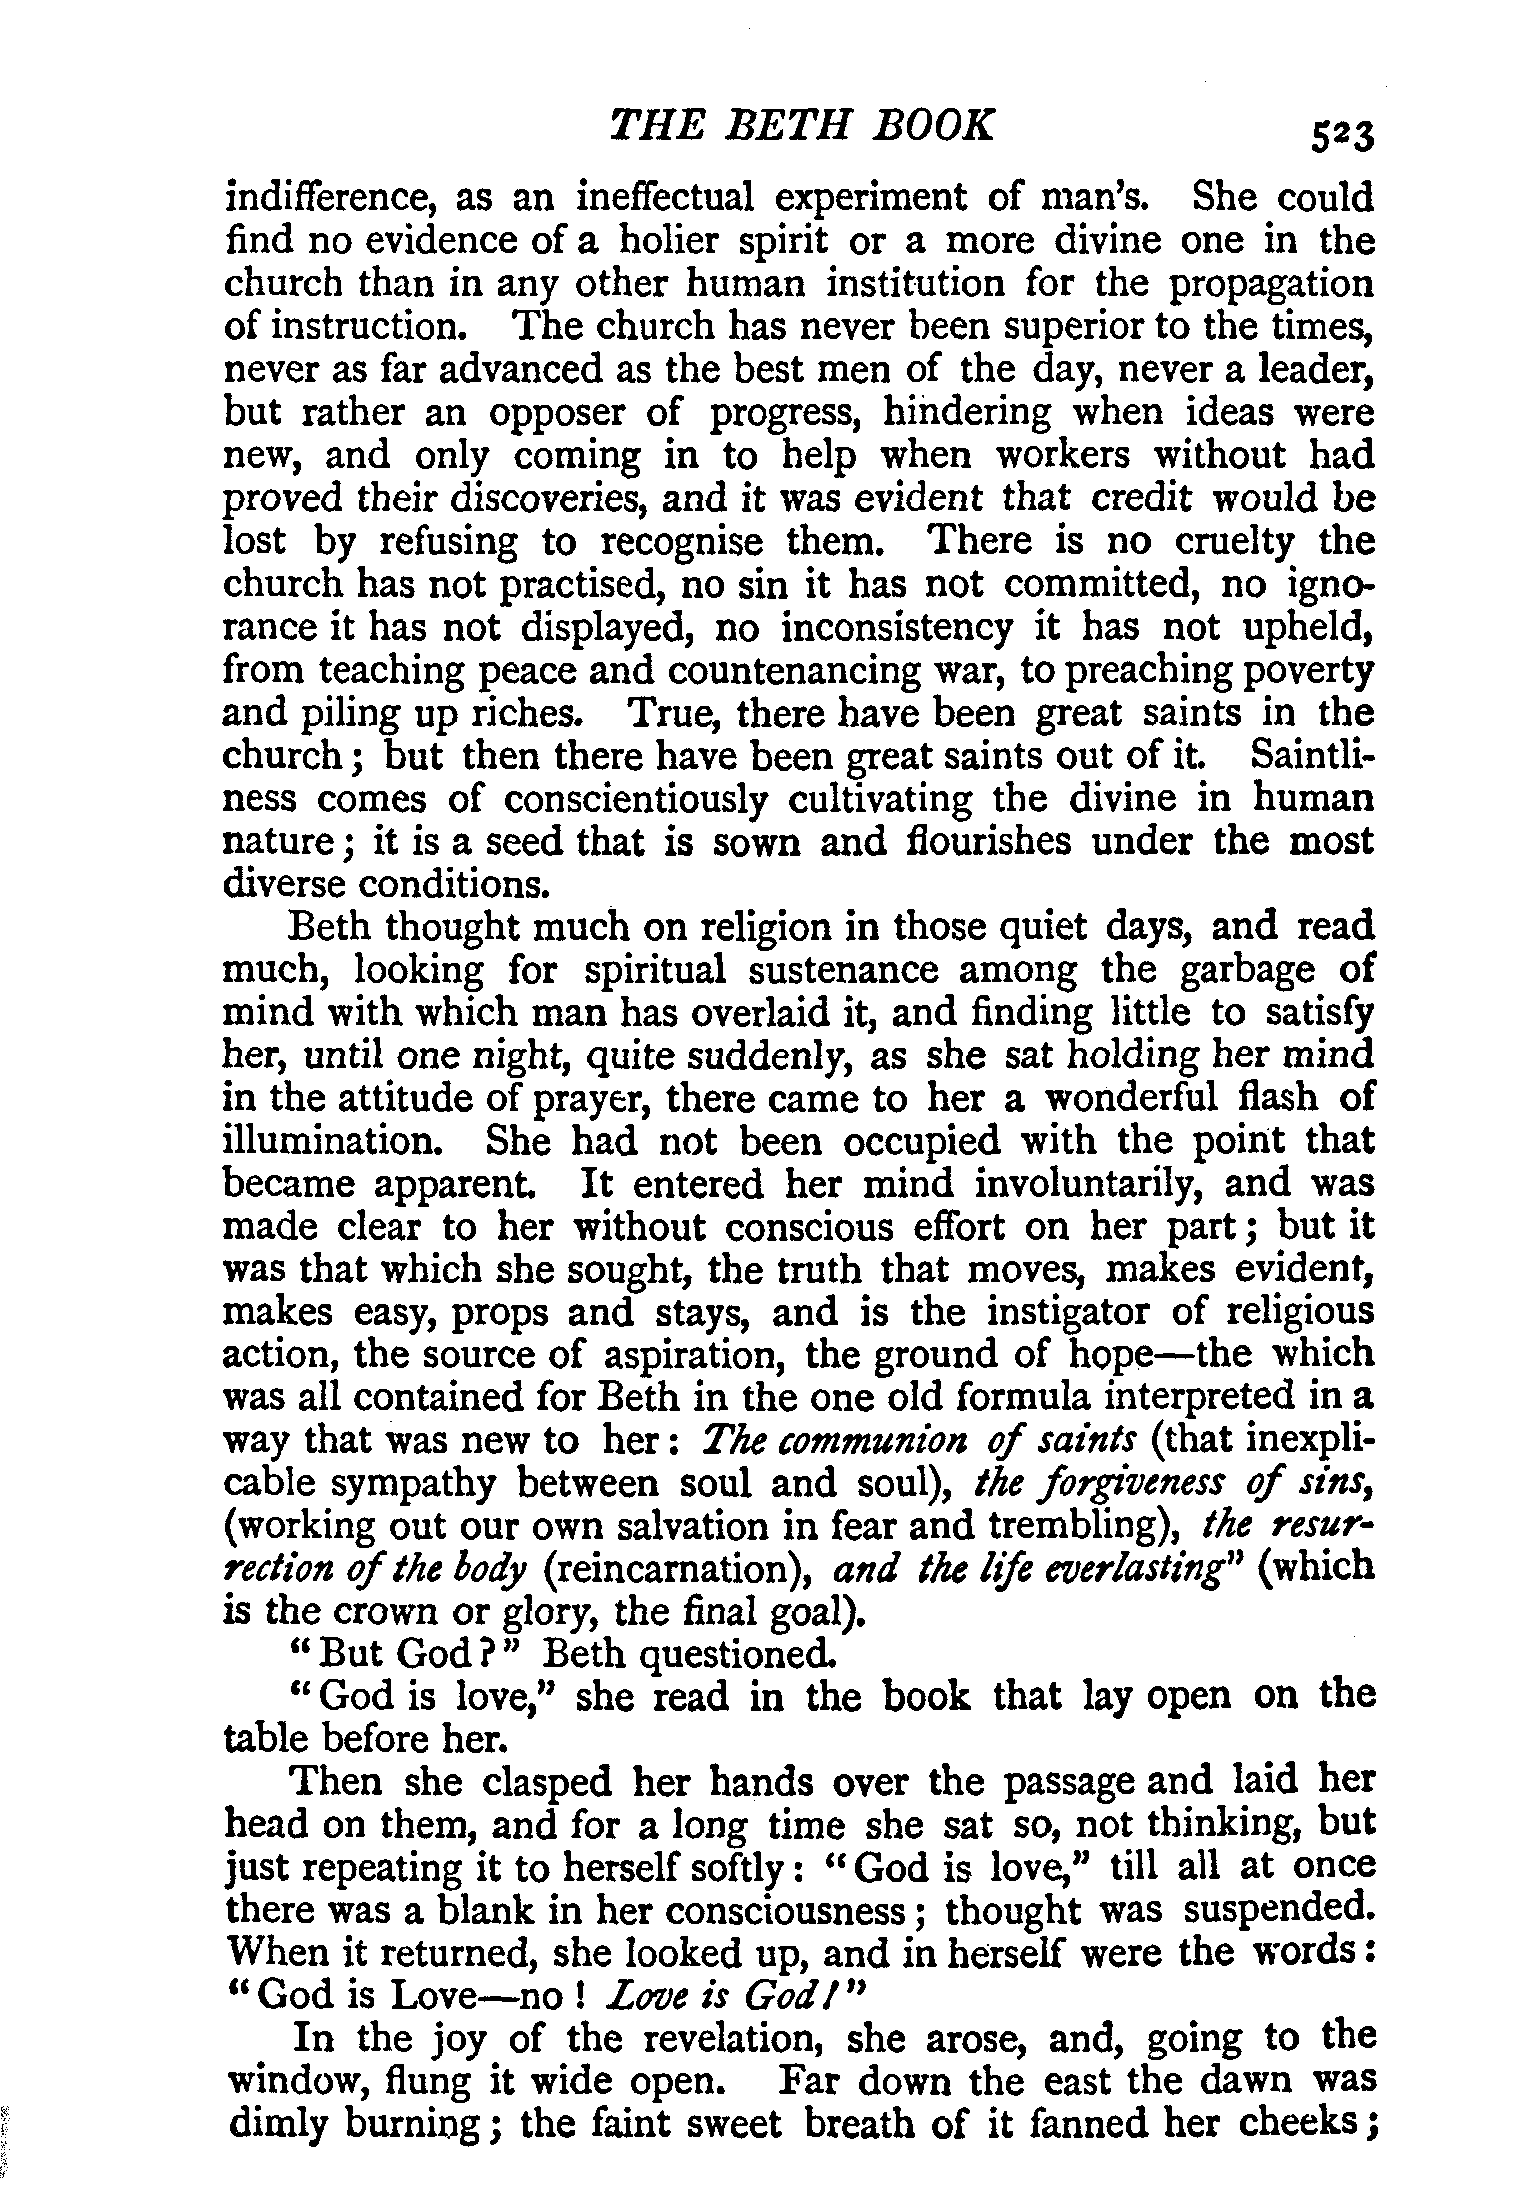 THE BETH BOOK 523
indifference, as an ineffectual experiment of man's. She could
find no evidence of a holier spirit or a more divine one in the
church than in any other human institution for the propagation
of instruction. The church has never been superior to the times,
never as far advanced as the best men of the day, never a leader,
but rather an opposer of progress, hindering when ideas were
new, and only coming in to help when workers without had
proved their discoveries, and it was evident that credit would be
lost by refusing to recognise them. There is no cruelty the
church has not practised, no sin it has not committed, no igno-
rance it has not displayed, no inconsistency it has not upheld,
from teaching peace and countenancing war, to preaching poverty
and piling up riches. True, there have been great saints in the
church; but then there have been great saints out of it. Saintli-
ness comes of conscientiously cultivating the divine in human
nature; it is a seed that is sown and flourishes under the most
diverse conditions.
Beth thought much on religion in those quiet days, and read
much, looking for spiritual sustenance among the garbage of
mind with which man has overlaid it, and finding little to satisfy
her, until one night, quite suddenly, as she sat holding her mind
in the attitude of prayer, there came to her a wonderful flash of
illumination. She had not been occupied with the point that
became apparent. It entered her mind involuntarily, and was
made clear to her without conscious effort on her part; but it
was that which she sought, the truth that moves, makes evident,
makes easy, props and stays, and is the instigator of religious
action, the source of aspiration, the ground of hope—the which
was all contained for Beth in the one old formula interpreted in a
way that was new to her: The communion of saints (that inexpli-
cable sympathy between soul and soul), the forgiveness of sins,
(working out our own salvation in fear and trembling), the resur-
rection of the body (reincarnation), and the life everlasting" (which
is the crown or glory, the final goal).
"But God?" Beth questioned.
"God is love," she read in the book that lay open on the
table before her.
Then she clasped her hands over the passage and laid her
head on them, and for a long time she sat so, not thinking, but
just repeating it to herself softly: "God is love," till all at once
there was a blank in her consciousness; thought was suspended.
When it returned, she looked up, and in herself were the words:
"God is Love—no! Love is God!"
In the joy of the revelation, she arose, and, going to the
window, flung it wide open. Far down the east the dawn was
dimly burning; the faint sweet breath of it fanned her cheeks;